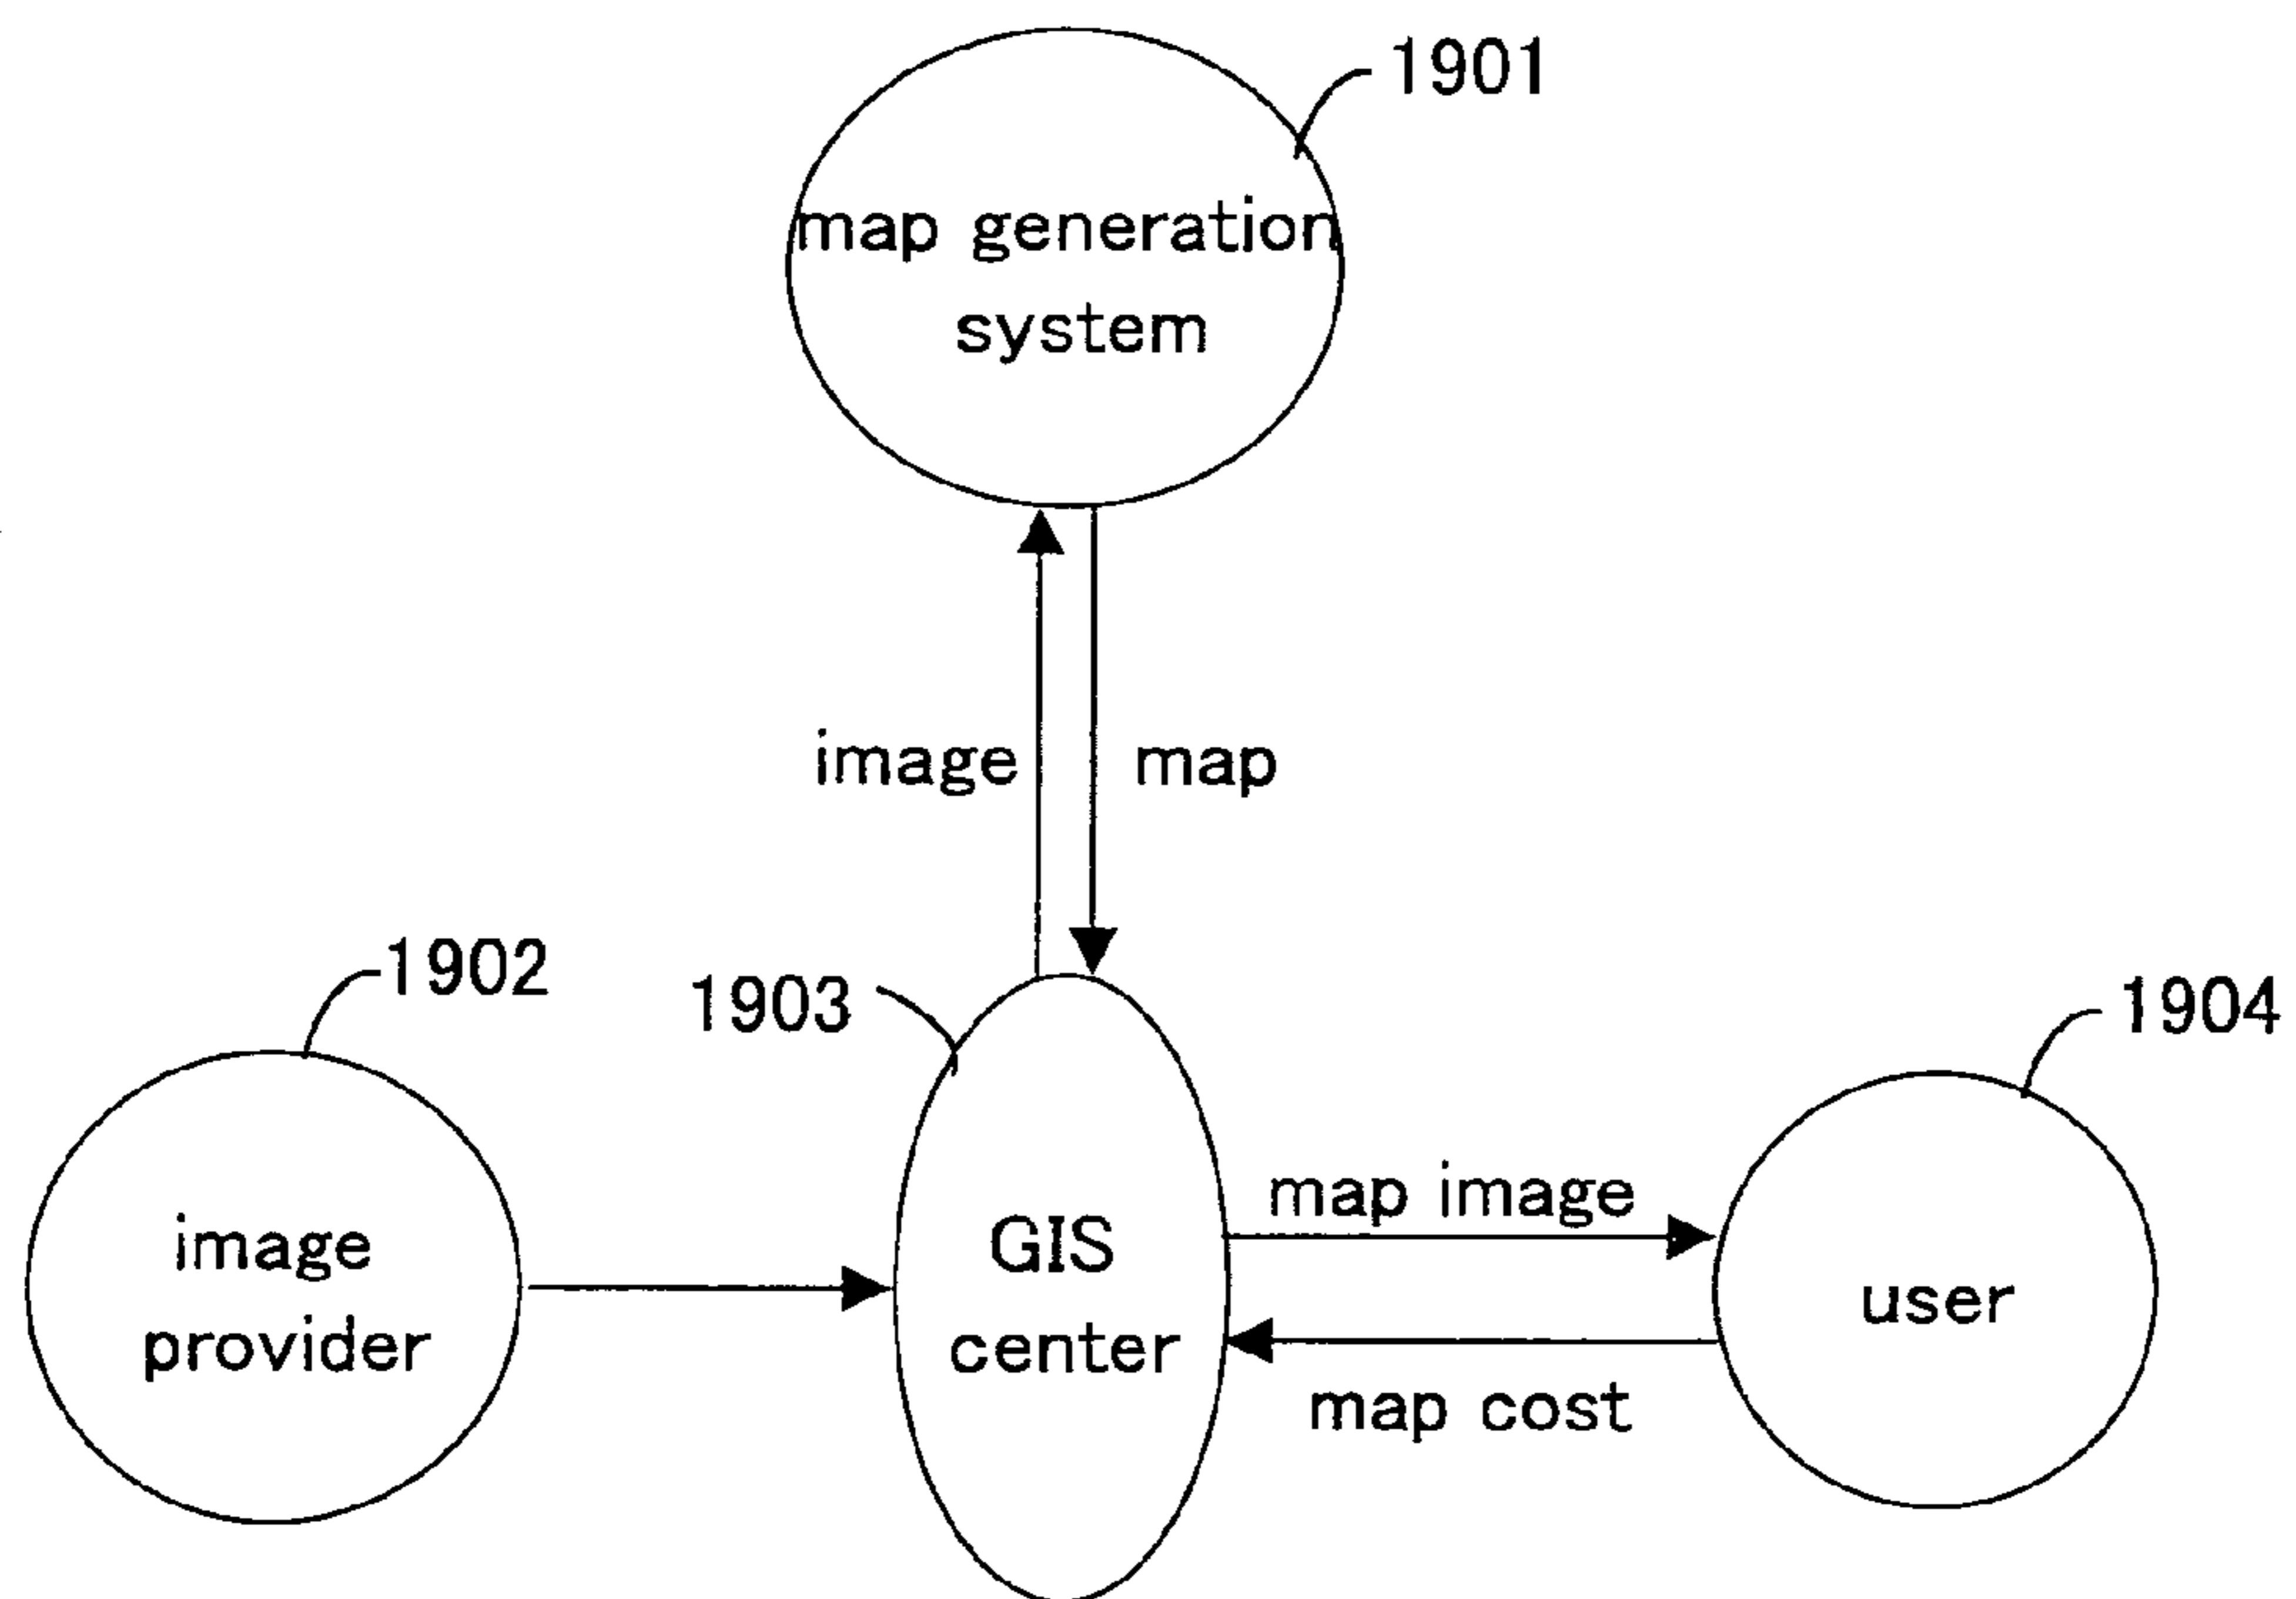 1901
map generation
system
image
map
1902
1903
1904
image
provider
GIS
center
map image
user
map cost